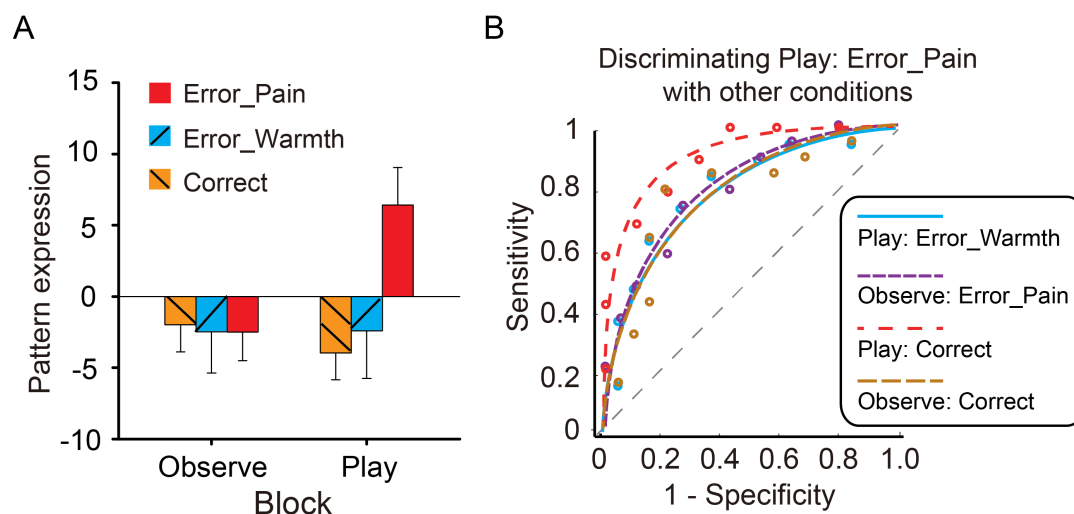 A
15
10
5
0
-5
-10
Pattern expression
Error_Pain
Error_Warmth
Correct
Observe
Play
Block
B
Discriminating Play: Error_Pain
with other conditions
1
0.8
0.6
0.4
0.2
0
Sensitivity
0 0.2 0.4 0.6 0.8 1.0
1 - Specificity
Play: Error_Warmth
Observe: Error_Pain
Play: Correct
Observe: Correct